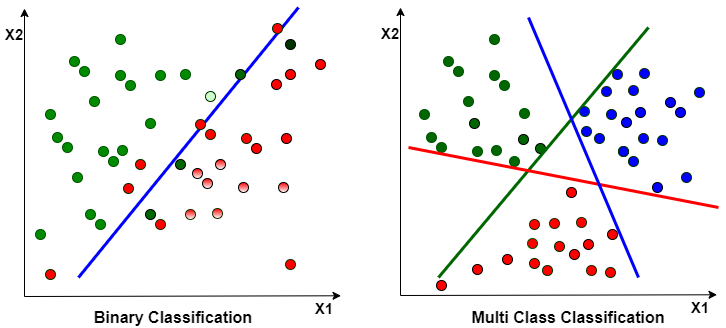 X2
X1
Binary Classification
X2
X1
Multi Class Classification